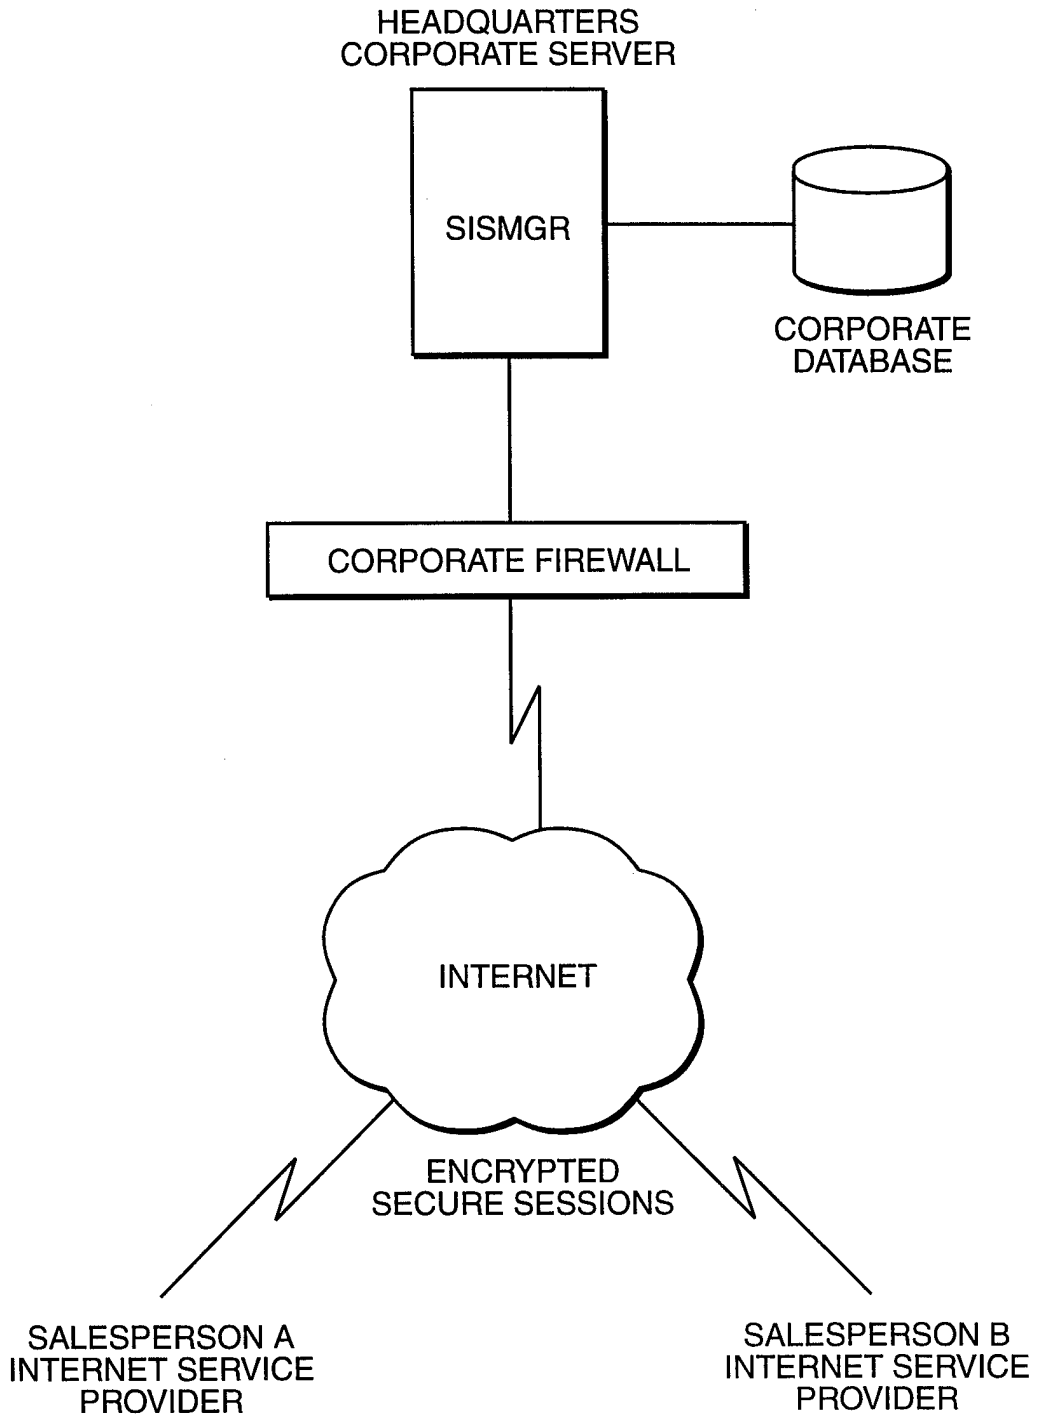 HEADQUARTERS
CORPORATE SERVER
SISMGR
CORPORATE
DATABASE
CORPORATE FIREWALL
INTERNET
ENCRYPTED
SECURE SESSIONS
SALESPERSON A
INTERNET SERVICE
PROVIDER
SALESPERSON B
INTERNET SERVICE
PROVIDER